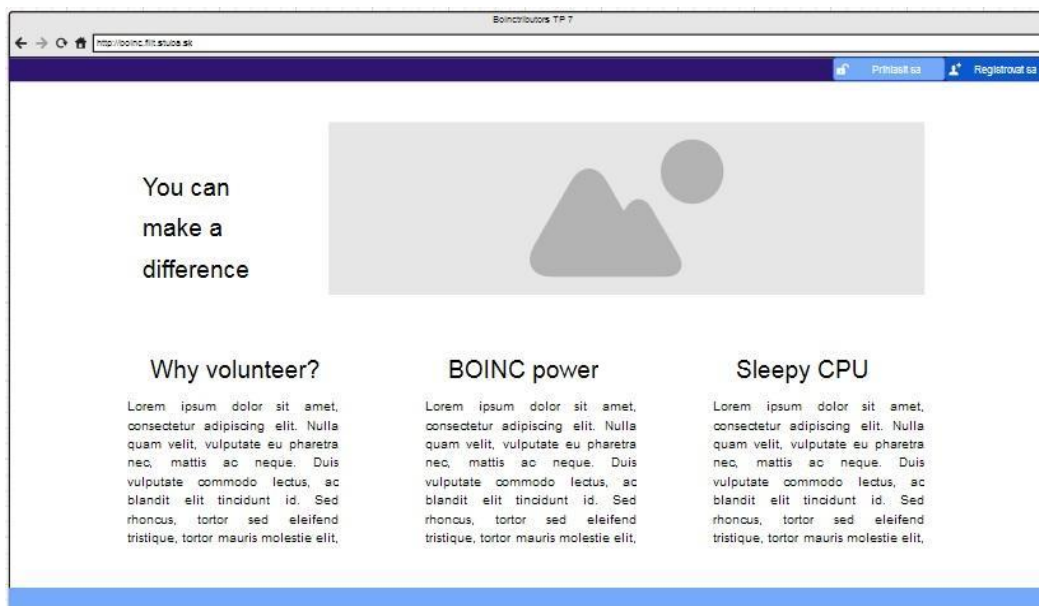 Boinctributors TP 7
http://boinc.fiit.stuba.sk
Prihlasit sa
Registrovat sa
You can
make a
difference
Why volunteer?
Lorem ipsum dolor sit amet,
consectetur adipiscing elit. Nulla
quam velit, vulputate eu pharetra
nec, mattis ac neque. Duis
vulputate commodo lectus, ac
blandit elit tincidunt id. Sed
rhoncus, tortor sed eleifend
tristique, tortor mauris molestie elit,
BOINC power
Lorem ipsum dolor sit amet,
consectetur adipiscing elit. Nulla
quam velit, vulputate eu pharetra
nec, mattis ac neque. Duis
vulputate commodo lectus, ac
blandit elit tincidunt id. Sed
rhoncus, tortor sed eleifend
tristique, tortor mauris molestie elit,
Sleepy CPU
Lorem ipsum dolor sit amet,
consectetur adipiscing elit. Nulla
quam velit, vulputate eu pharetra
nec, mattis ac neque. Duis
vulputate commodo lectus, ac
blandit elit tincidunt id. Sed
rhoncus, tortor sed eleifend
tristique, tortor mauris molestie elit,